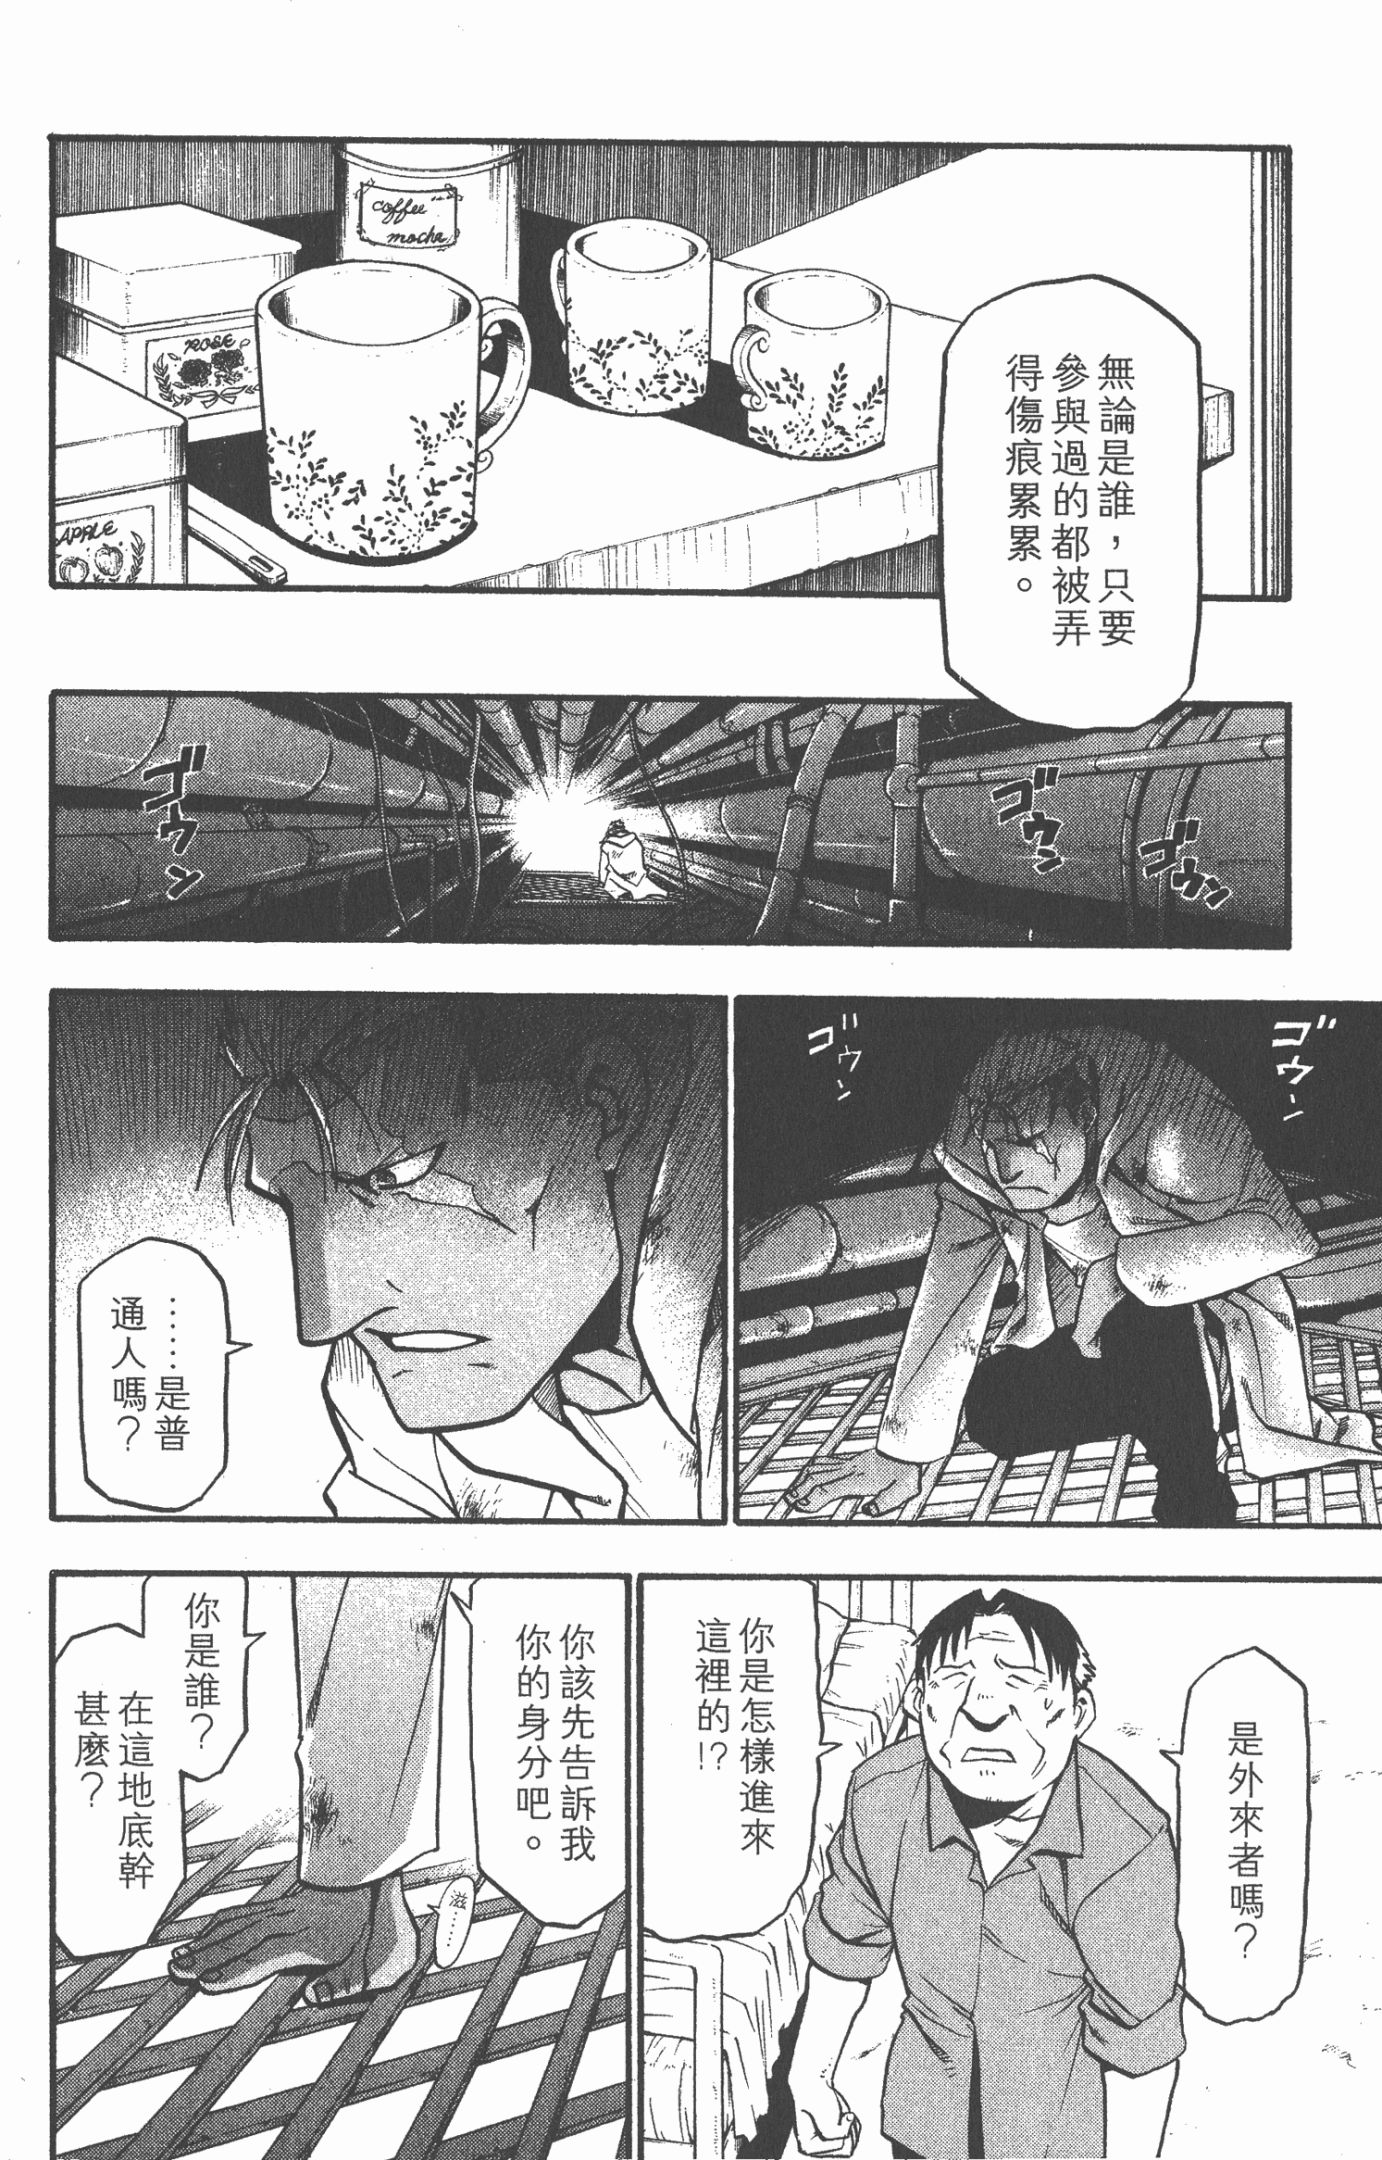 coffee
mocha
ROSE
APPLE
無論是誰，只要
參與過的都被弄
得傷痕累累。
ゴウン
ゴウン
ゴウン
ゴウン
ゴウン
……是普
通人嗎？
是外來者嗎？
你是怎樣進來
這裡的!?
你該先告訴我
你的身分吧。
滋……
你是誰？
在這地底幹
甚麼？